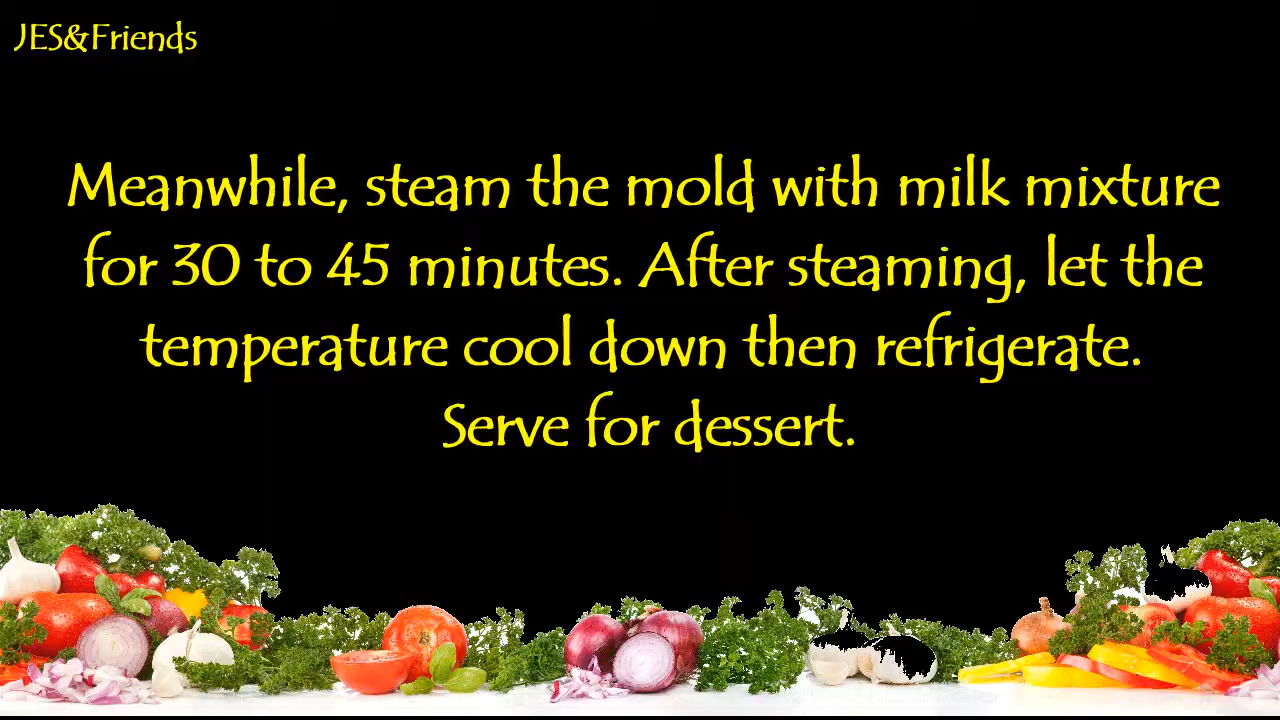 JES&Friends
Meanwhile, steam the mold with milk mixture
for 30 to 45 minutes. After steaming, let the
temperature cool down then refrigerate.
Serve for dessert.